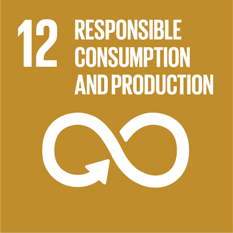 12 RESPONSIBLE
CONSUMPTION
AND PRODUCTION